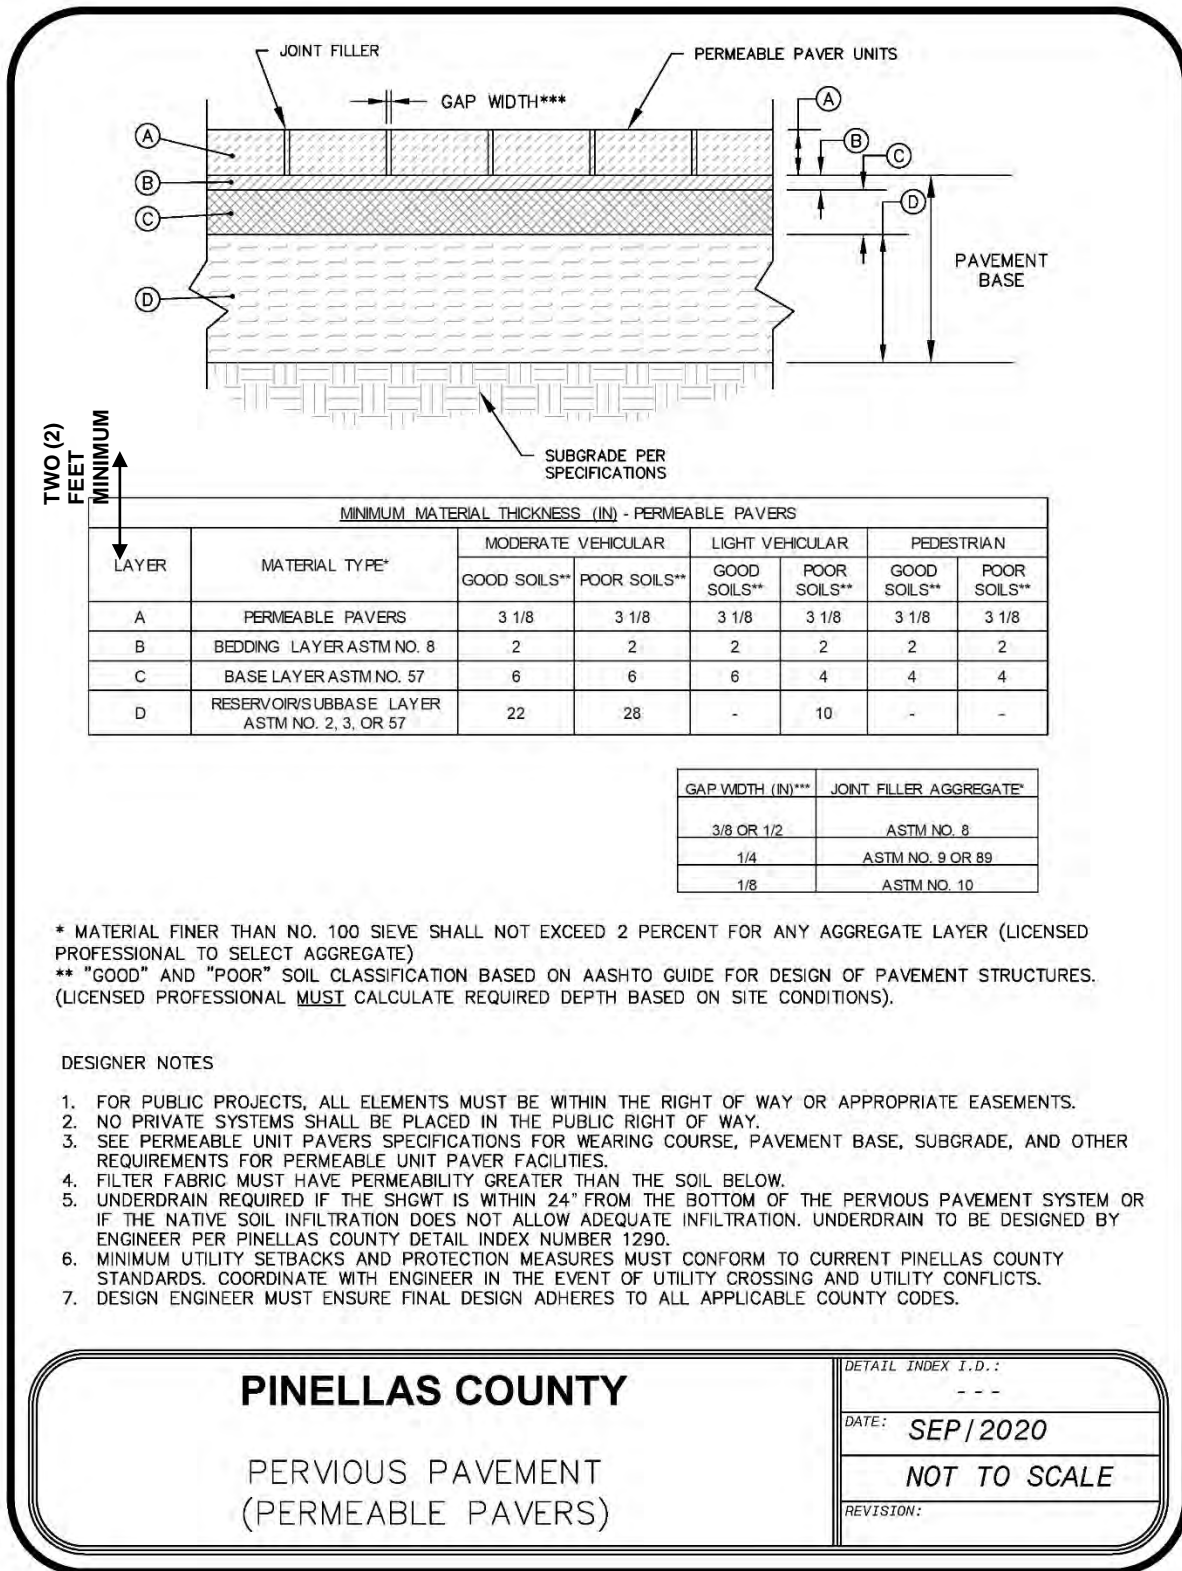 JOINT FILLER
PERMEABLE PAVER UNITS
GAP WIDTH***
A
A
B
B
C
C
D
D
PAVEMENT
BASE
SUBGRADE PER
SPECIFICATIONS
TWO (2)
FEET
MINIMUM
MINIMUM MATERIAL THICKNESS (IN) - PERMEABLE PAVERS
LAYER MATERIAL TYPE* MODERATE VEHICULAR LIGHT VEHICULAR PEDESTRIAN
GOOD SOILS** POOR SOILS** GOOD SOILS** POOR SOILS** GOOD SOILS** POOR SOILS**
A PERMEABLE PAVERS 3 1/8 3 1/8 3 1/8 3 1/8 3 1/8 3 1/8
B BEDDING LAYER ASTM NO. 8 2 2 2 2 2 2
C BASE LAYER ASTM NO. 57 6 6 6 4 4 4
D RESERVOIR/SUBBASE LAYER ASTM NO. 2, 3, OR 57 22 28 - 10 - -
GAP WIDTH (IN)*** JOINT FILLER AGGREGATE*
3/8 OR 1/2 ASTM NO. 8
1/4 ASTM NO. 9 OR 89
1/8 ASTM NO. 10
* MATERIAL FINER THAN NO. 100 SIEVE SHALL NOT EXCEED 2 PERCENT FOR ANY AGGREGATE LAYER (LICENSED
PROFESSIONAL TO SELECT AGGREGATE)
** "GOOD" AND "POOR" SOIL CLASSIFICATION BASED ON AASHTO GUIDE FOR DESIGN OF PAVEMENT STRUCTURES.
(LICENSED PROFESSIONAL MUST CALCULATE REQUIRED DEPTH BASED ON SITE CONDITIONS).
DESIGNER NOTES
1. FOR PUBLIC PROJECTS, ALL ELEMENTS MUST BE WITHIN THE RIGHT OF WAY OR APPROPRIATE EASEMENTS.
2. NO PRIVATE SYSTEMS SHALL BE PLACED IN THE PUBLIC RIGHT OF WAY.
3. SEE PERMEABLE UNIT PAVERS SPECIFICATIONS FOR WEARING COURSE, PAVEMENT BASE, SUBGRADE, AND OTHER
REQUIREMENTS FOR PERMEABLE UNIT PAVER FACILITIES.
4. FILTER FABRIC MUST HAVE PERMEABILITY GREATER THAN THE SOIL BELOW.
5. UNDERDRAIN REQUIRED IF THE SHGWT IS WITHIN 24" FROM THE BOTTOM OF THE PERVIOUS PAVEMENT SYSTEM OR
IF THE NATIVE SOIL INFILTRATION DOES NOT ALLOW ADEQUATE INFILTRATION. UNDERDRAIN TO BE DESIGNED BY
ENGINEER PER PINELLAS COUNTY DETAIL INDEX NUMBER 1290.
6. MINIMUM UTILITY SETBACKS AND PROTECTION MEASURES MUST CONFORM TO CURRENT PINELLAS COUNTY
STANDARDS. COORDINATE WITH ENGINEER IN THE EVENT OF UTILITY CROSSING AND UTILITY CONFLICTS.
7. DESIGN ENGINEER MUST ENSURE FINAL DESIGN ADHERES TO ALL APPLICABLE COUNTY CODES.
PINELLAS COUNTY
PERVIOUS PAVEMENT
(PERMEABLE PAVERS)
DETAIL INDEX I.D.:
- - -
DATE: SEP/2020
NOT TO SCALE
REVISION: